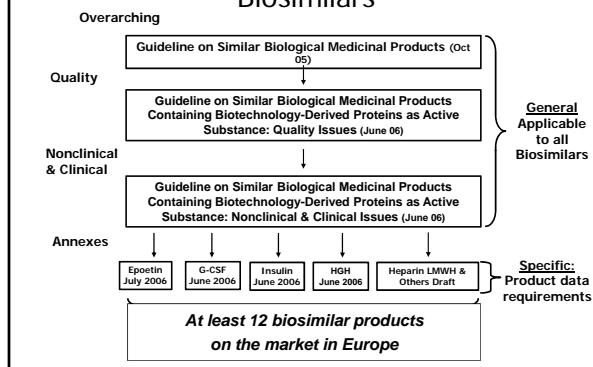 Biosimilars
Overarching
Guideline on Similar Biological Medicinal Products (Oct
05)
Quality
Guideline on Similar Biological Medicinal Products
Containing Biotechnology-Derived Proteins as Active
Substance: Quality Issues (June 06)
General
Applicable
to all
Biosimilars
Nonclinical
& Clinical
Guideline on Similar Biological Medicinal Products
Containing Biotechnology-Derived Proteins as Active
Substance: Nonclinical & Clinical Issues (June 06)
Annexes
Epoetin
July 2006
G-CSF
June 2006
Insulin
June 2006
HGH
June 2006
Heparin LMWH &
Others Draft
Specific:
Product data
requirements
At least 12 biosimilar products
on the market in Europe